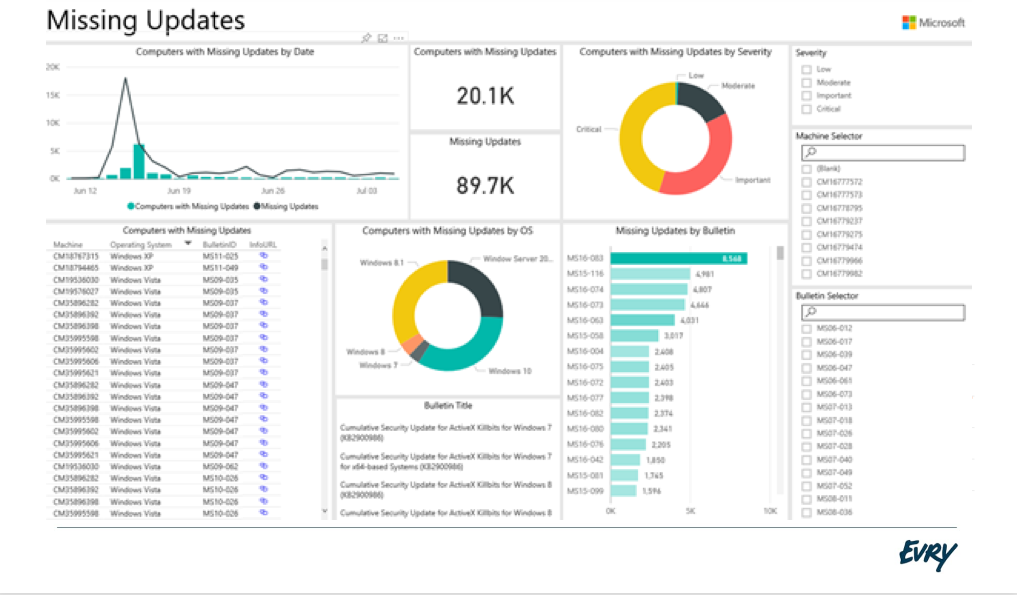 Missing Updates
Microsoft
Computers with Missing Updates by Date
20K
15K
10K
5K
0K
Jun 12
Jun 19
Jun 26
Jul 03
Computers with Missing Updates Missing Updates
Computers with Missing Updates
20.1K
Missing Updates
89.7K
Computers with Missing Updates by Severity
Low
Moderate
Critical
Important
Severity
Low
Moderate
Important
Critical
Machine Selector
(Blank)
CM16777572
CM16777573
CM16778795
CM16779237
CM16779275
CM16779474
CM16779966
CM16779982
Computers with Missing Updates
Machine Operating System BulletinID InfoURL
CM18767315 Windows XP MS11-025
CM18794465 Windows XP MS11-049
CM19536030 Windows Vista MS09-035
CM19576027 Windows Vista MS09-035
CM35896282 Windows Vista MS09-037
CM35896392 Windows Vista MS09-037
CM35896398 Windows Vista MS09-037
CM35995598 Windows Vista MS09-037
CM35995602 Windows Vista MS09-037
CM35995606 Windows Vista MS09-037
CM35995621 Windows Vista MS09-037
CM35896282 Windows Vista MS09-047
CM35896392 Windows Vista MS09-047
CM35896398 Windows Vista MS09-047
CM35995598 Windows Vista MS09-047
CM35995602 Windows Vista MS09-047
CM35995606 Windows Vista MS09-047
CM35995621 Windows Vista MS09-047
CM19536030 Windows Vista MS09-062
CM35896282 Windows Vista MS10-026
CM35896392 Windows Vista MS10-026
CM35896398 Windows Vista MS10-026
CM35995598 Windows Vista MS10-026
Computers with Missing Updates by OS
Windows 8.1
Window Server 20...
Windows 8
Windows 7
Windows 10
Bulletin Title
Cumulative Security Update for ActiveX Killbits for Windows 7
(KB2900986)
Cumulative Security Update for ActiveX Killbits for Windows 7
for x64-based Systems (KB2900986)
Cumulative Security Update for ActiveX Killbits for Windows 8
(KB2900986)
Cumulative Security Update for ActiveX Killbits for Windows 8
Missing Updates by Bulletin
MS16-083 8,568
MS15-116 4,981
MS16-074 4,807
MS16-073 4,646
MS16-063 4,031
MS15-058 3,017
MS16-004 2,408
MS16-075 2,405
MS16-072 2,403
MS16-077 2,398
MS16-082 2,374
MS16-080 2,341
MS16-076 2,205
MS16-042 1,850
MS15-081 1,745
MS15-099 1,596
0K
5K
10K
Bulletin Selector
MS06-012
MS06-017
MS06-039
MS06-047
MS06-061
MS06-073
MS07-013
MS07-018
MS07-026
MS07-028
MS07-040
MS07-049
MS07-052
MS08-011
MS08-036
EVRY